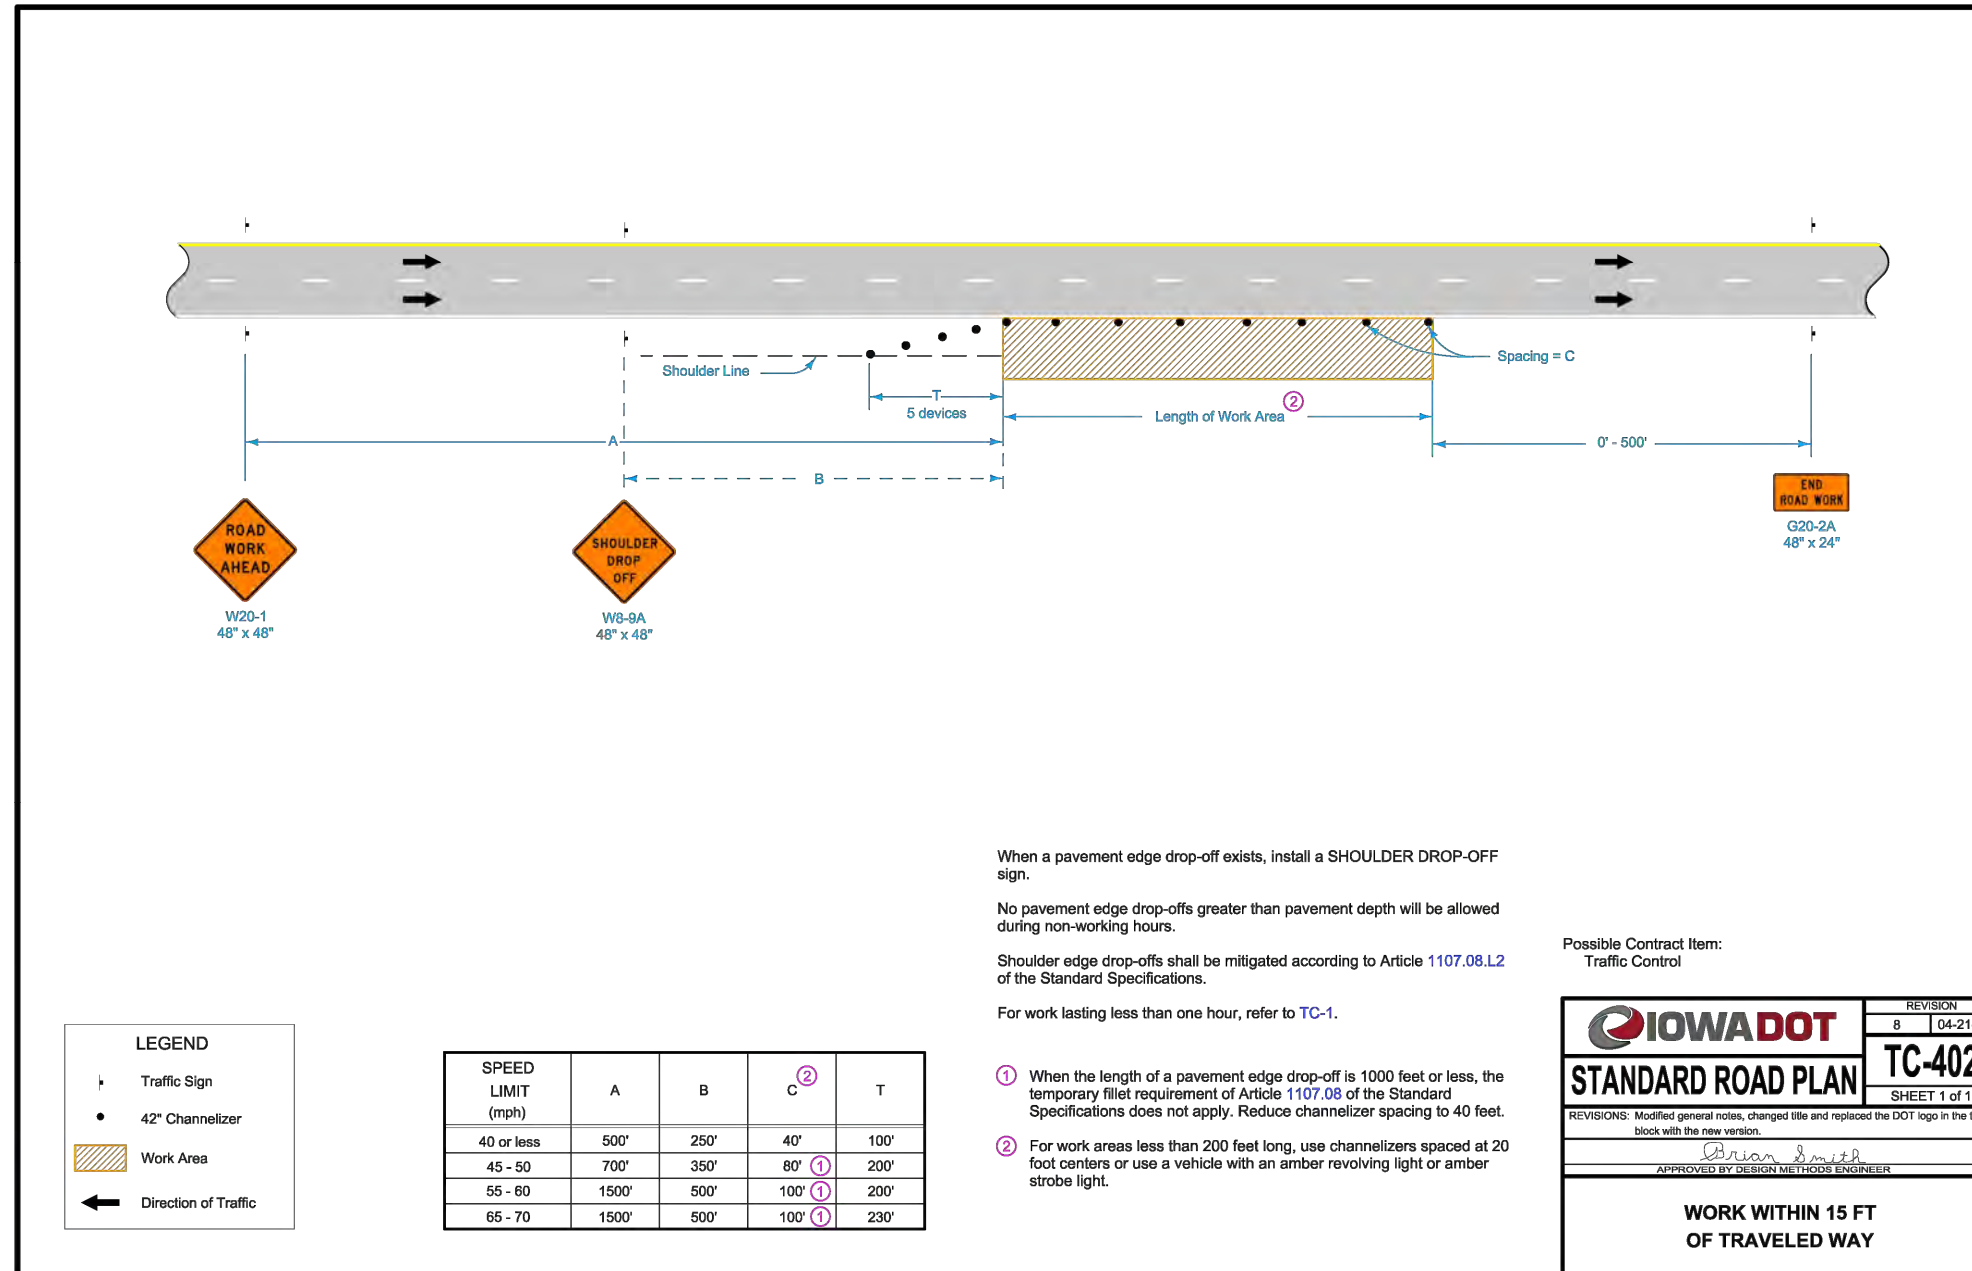 Shoulder Line
T
5 devices
Length of Work Area 2
Spacing = C
A
0' - 500'
B
ROAD
WORK
AHEAD
W20-1
48" x 48"
SHOULDER
DROP
OFF
W8-9A
48" x 48"
END
ROAD WORK
G20-2A
48" x 24"
When a pavement edge drop-off exists, install a SHOULDER DROP-OFF
sign.
No pavement edge drop-offs greater than pavement depth will be allowed
during non-working hours.
Shoulder edge drop-offs shall be mitigated according to Article 1107.08.L2
of the Standard Specifications.
For work lasting less than one hour, refer to TC-1.
1 When the length of a pavement edge drop-off is 1000 feet or less, the
temporary fillet requirement of Article 1107.08 of the Standard
Specifications does not apply. Reduce channelizer spacing to 40 feet.
2 For work areas less than 200 feet long, use channelizers spaced at 20
foot centers or use a vehicle with an amber revolving light or amber
strobe light.
LEGEND
Traffic Sign
42" Channelizer
Work Area
Direction of Traffic
SPEED
LIMIT
(mph)
A B C 2 T
40 or less 500' 250' 40' 100'
45 - 50 700' 350' 80' 1 200'
55 - 60 1500' 500' 100' 1 200'
65 - 70 1500' 500' 100' 1 230'
Possible Contract Item:
Traffic Control
IOWADOT
REVISION
8 04-21
TC-402
STANDARD ROAD PLAN
SHEET 1 of 1
REVISIONS: Modified general notes, changed title and replaced the DOT logo in the
block with the new version.
Brian Smith
APPROVED BY DESIGN METHODS ENGINEER
WORK WITHIN 15 FT
OF TRAVELED WAY